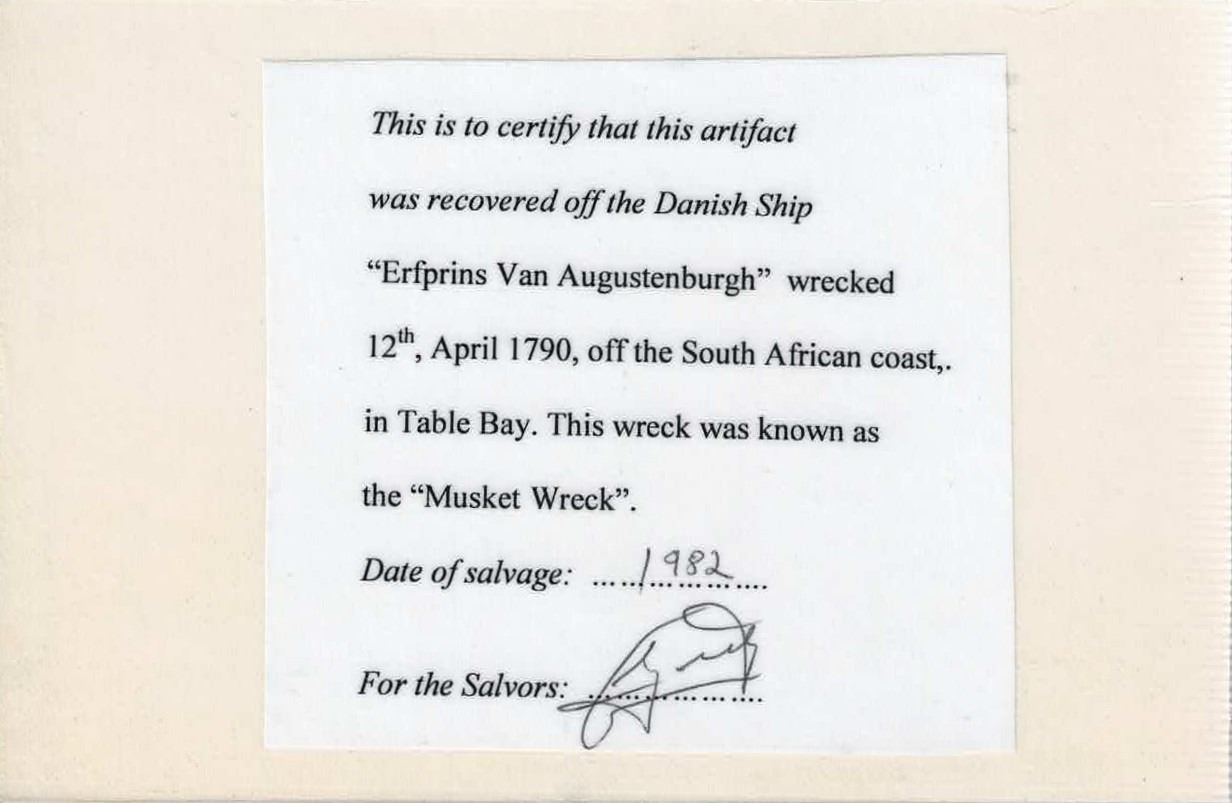 This is to certify that this artifact
was recovered off the Danish Ship
“Erfprins Van Augustenburgh” wrecked
12th, April 1790, off the South African coast,.
in Table Bay. This wreck was known as
the “Musket Wreck”.
Date of salvage: ..... 1982 ....
For the Salvors: ....................